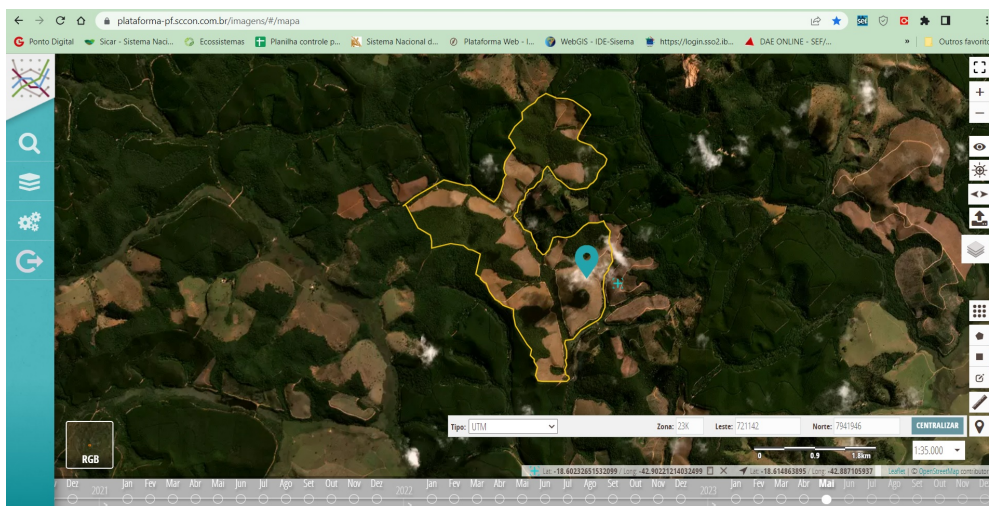 plataforma-pf.sccon.com.br/imagens/#/mapa
Ponto Digital Sicar - Sistema Naci... Ecossistemas Planilha controle p... Sistema Nacional d... Plataforma Web - I... WebGIS - IDE-Sisema https://login.sso2.ib... DAE ONLINE - SEF/... » Outros favorito
sei
RGB
Tipo: UTM Zona: 23K Leste: 721142 Norte: 7941946 CENTRALIZAR
0 0.9 1.8km
1:35.000
Lat: -18.60232651532099 / Long: -42.90221214032499 Lat: -18.614863895 / Long: -42.887105937 Leaflet | © OpenStreetMap contributor
Dez 2021 Jan Fev Mar Abr Mai Jun Jul Ago Set Out Nov Dez 2022 Jan Fev Mar Abr Mai Jun Jul Ago Set Out Nov Dez 2023 Jan Fev Mar Abr Mai Jun Jul Ago Set Out Nov De